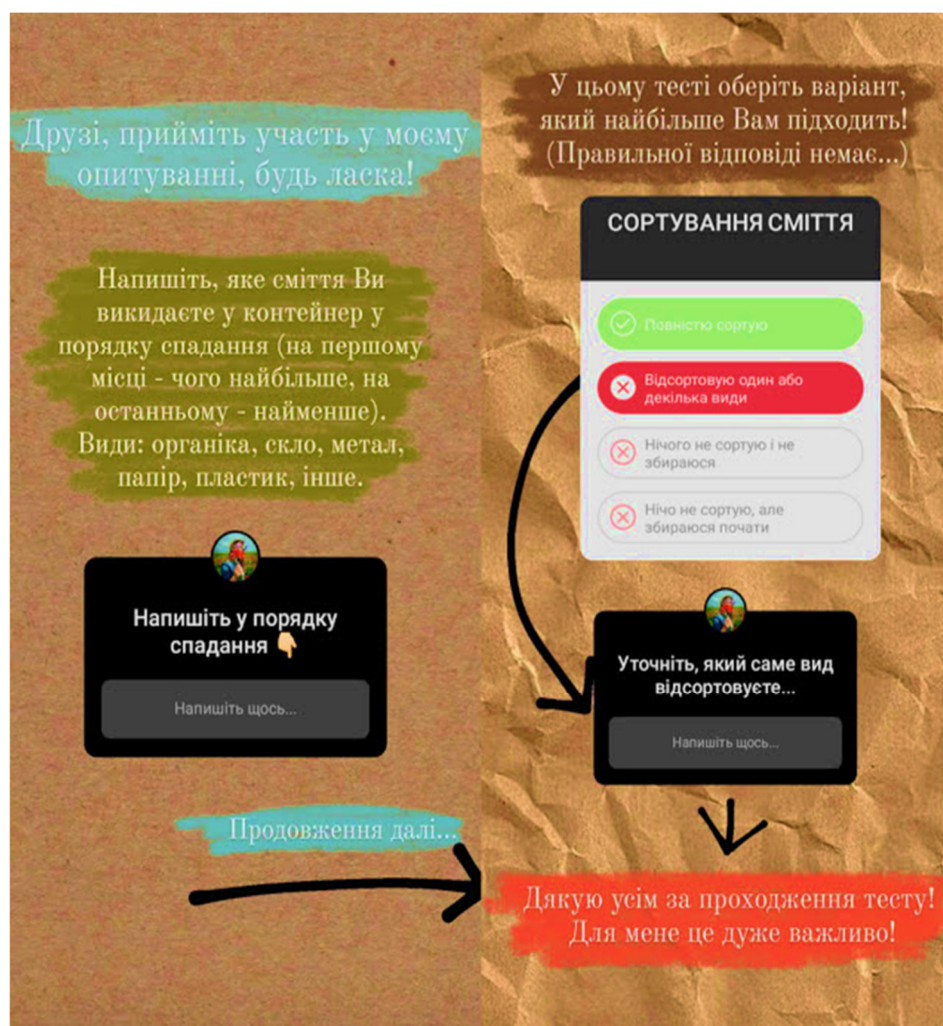 Друзі, прийміть участь у моєму
опитуванні, будь ласка!
Напишіть, яке сміття Ви
викидаєте у контейнер у
порядку спадання (на першому
місці - чого найбільше, на
останньому - найменше).
Види: органіка, скло, метал,
папір, пластик, інше.
Напишіть у порядку
спадання 👇🏼
Напишіть щось...
Продовження далі...
У цьому тесті оберіть варіант,
який найбільше Вам підходить!
(Правильної відповіді немає...)
СОРТУВАННЯ СМІТТЯ
Повністю сортую
Відсортовую один або
декілька види
Нічого не сортую і не
збираюся
Нічо не сортую, але
збираюся почати
Уточніть, який саме вид
відсортовуєте...
Напишіть щось...
Дякую усім за проходження тесту!
Для мене це дуже важливо!